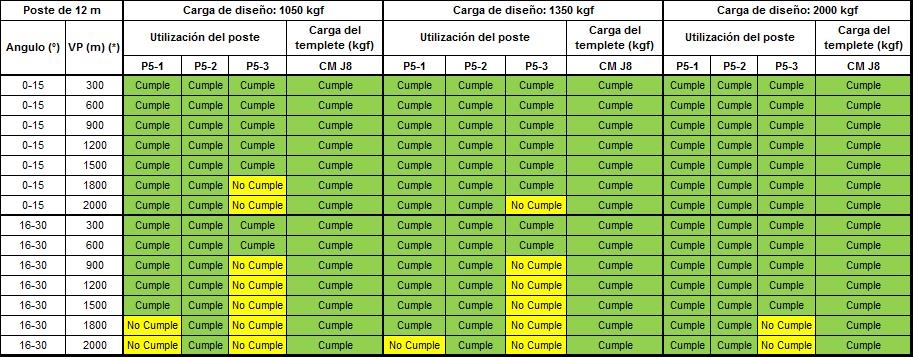 Poste de 12 m Carga de diseño: 1050 kgf Carga de diseño: 1350 kgf Carga de diseño: 2000 kgf
Angulo (°) VP (m) (*) Utilización del poste Carga del templete (kgf) Utilización del poste Carga del templete (kgf) Utilización del poste Carga del templete (kgf)
P5-1 P5-2 P5-3 CM J8 P5-1 P5-2 P5-3 CM J8 P5-1 P5-2 P5-3 CM J8
0-15 300 Cumple Cumple Cumple Cumple Cumple Cumple Cumple Cumple Cumple Cumple Cumple Cumple
0-15 600 Cumple Cumple Cumple Cumple Cumple Cumple Cumple Cumple Cumple Cumple Cumple Cumple
0-15 900 Cumple Cumple Cumple Cumple Cumple Cumple Cumple Cumple Cumple Cumple Cumple Cumple
0-15 1200 Cumple Cumple Cumple Cumple Cumple Cumple Cumple Cumple Cumple Cumple Cumple Cumple
0-15 1500 Cumple Cumple Cumple Cumple Cumple Cumple Cumple Cumple Cumple Cumple Cumple Cumple
0-15 1800 Cumple Cumple No Cumple Cumple Cumple Cumple Cumple Cumple Cumple Cumple Cumple Cumple
0-15 2000 Cumple Cumple No Cumple Cumple Cumple Cumple No Cumple Cumple Cumple Cumple Cumple Cumple
16-30 300 Cumple Cumple Cumple Cumple Cumple Cumple Cumple Cumple Cumple Cumple Cumple Cumple
16-30 600 Cumple Cumple Cumple Cumple Cumple Cumple Cumple Cumple Cumple Cumple Cumple Cumple
16-30 900 Cumple Cumple No Cumple Cumple Cumple Cumple No Cumple Cumple Cumple Cumple Cumple Cumple
16-30 1200 Cumple Cumple No Cumple Cumple Cumple Cumple No Cumple Cumple Cumple Cumple Cumple Cumple
16-30 1500 Cumple Cumple No Cumple Cumple Cumple Cumple No Cumple Cumple Cumple Cumple Cumple Cumple
16-30 1800 No Cumple Cumple No Cumple Cumple Cumple Cumple No Cumple Cumple Cumple Cumple No Cumple Cumple
16-30 2000 No Cumple Cumple No Cumple Cumple No Cumple Cumple No Cumple Cumple Cumple Cumple No Cumple Cumple